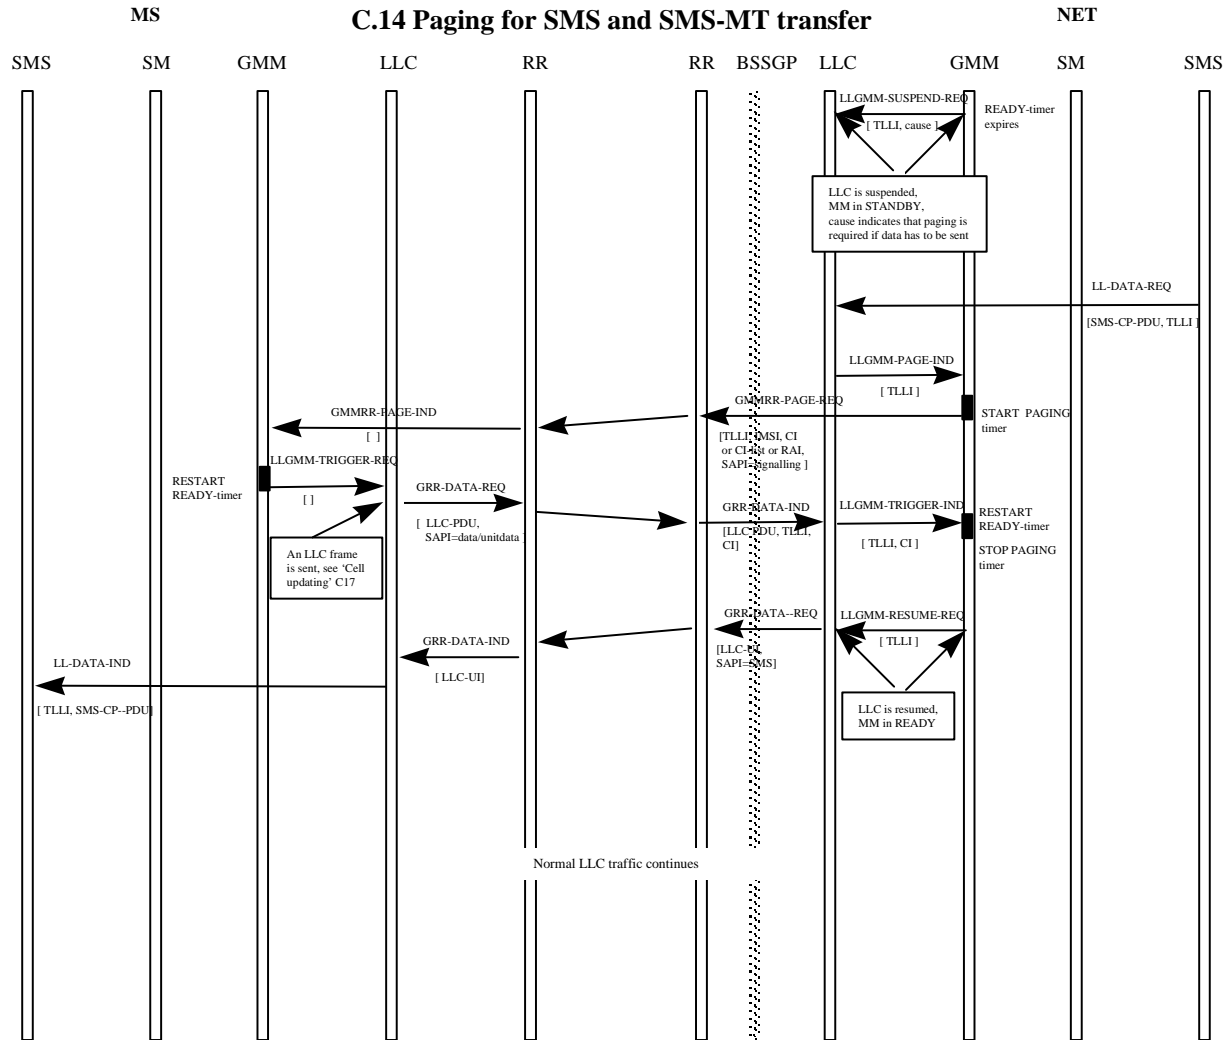 MS
C.14 Paging for SMS and SMS-MT transfer
NET
SMS
SM
GMM
LLC
RR
RR
BSSGP
LLC
GMM
SM
SMS
LLGMM-SUSPEND-REQ
[ TLLI, cause ]
READY-timer
expires
LLC is suspended,
MM in STANDBY,
cause indicates that paging is
required if data has to be sent
LL-DATA-REQ
[SMS-CP-PDU, TLLI ]
LLGMM-PAGE-IND
[ TLLI ]
GMMRR-PAGE-REQ
START PAGING
timer
GMMRR-PAGE-IND
[ ]
[TLLI, IMSI, CI
or CI-list or RAI,
SAPI=signalling ]
LLGMM-TRIGGER-REQ
[ ]
RESTART
READY-timer
GRR-DATA-REQ
[ LLC-PDU,
SAPI=data/unitdata ]
GRR-DATA-IND
[LLC-PDU, TLLI,
CI]
LLGMM-TRIGGER-IND
[ TLLI, CI ]
RESTART
READY-timer
STOP PAGING
timer
An LLC frame
is sent, see ‘Cell
updating’ C17
GRR-DATA--REQ
[LLC-UI,
SAPI=SMS]
LLGMM-RESUME-REQ
[ TLLI ]
GRR-DATA-IND
[ LLC-UI]
LL-DATA-IND
[ TLLI, SMS-CP--PDU]
LLC is resumed,
MM in READY
Normal LLC traffic continues